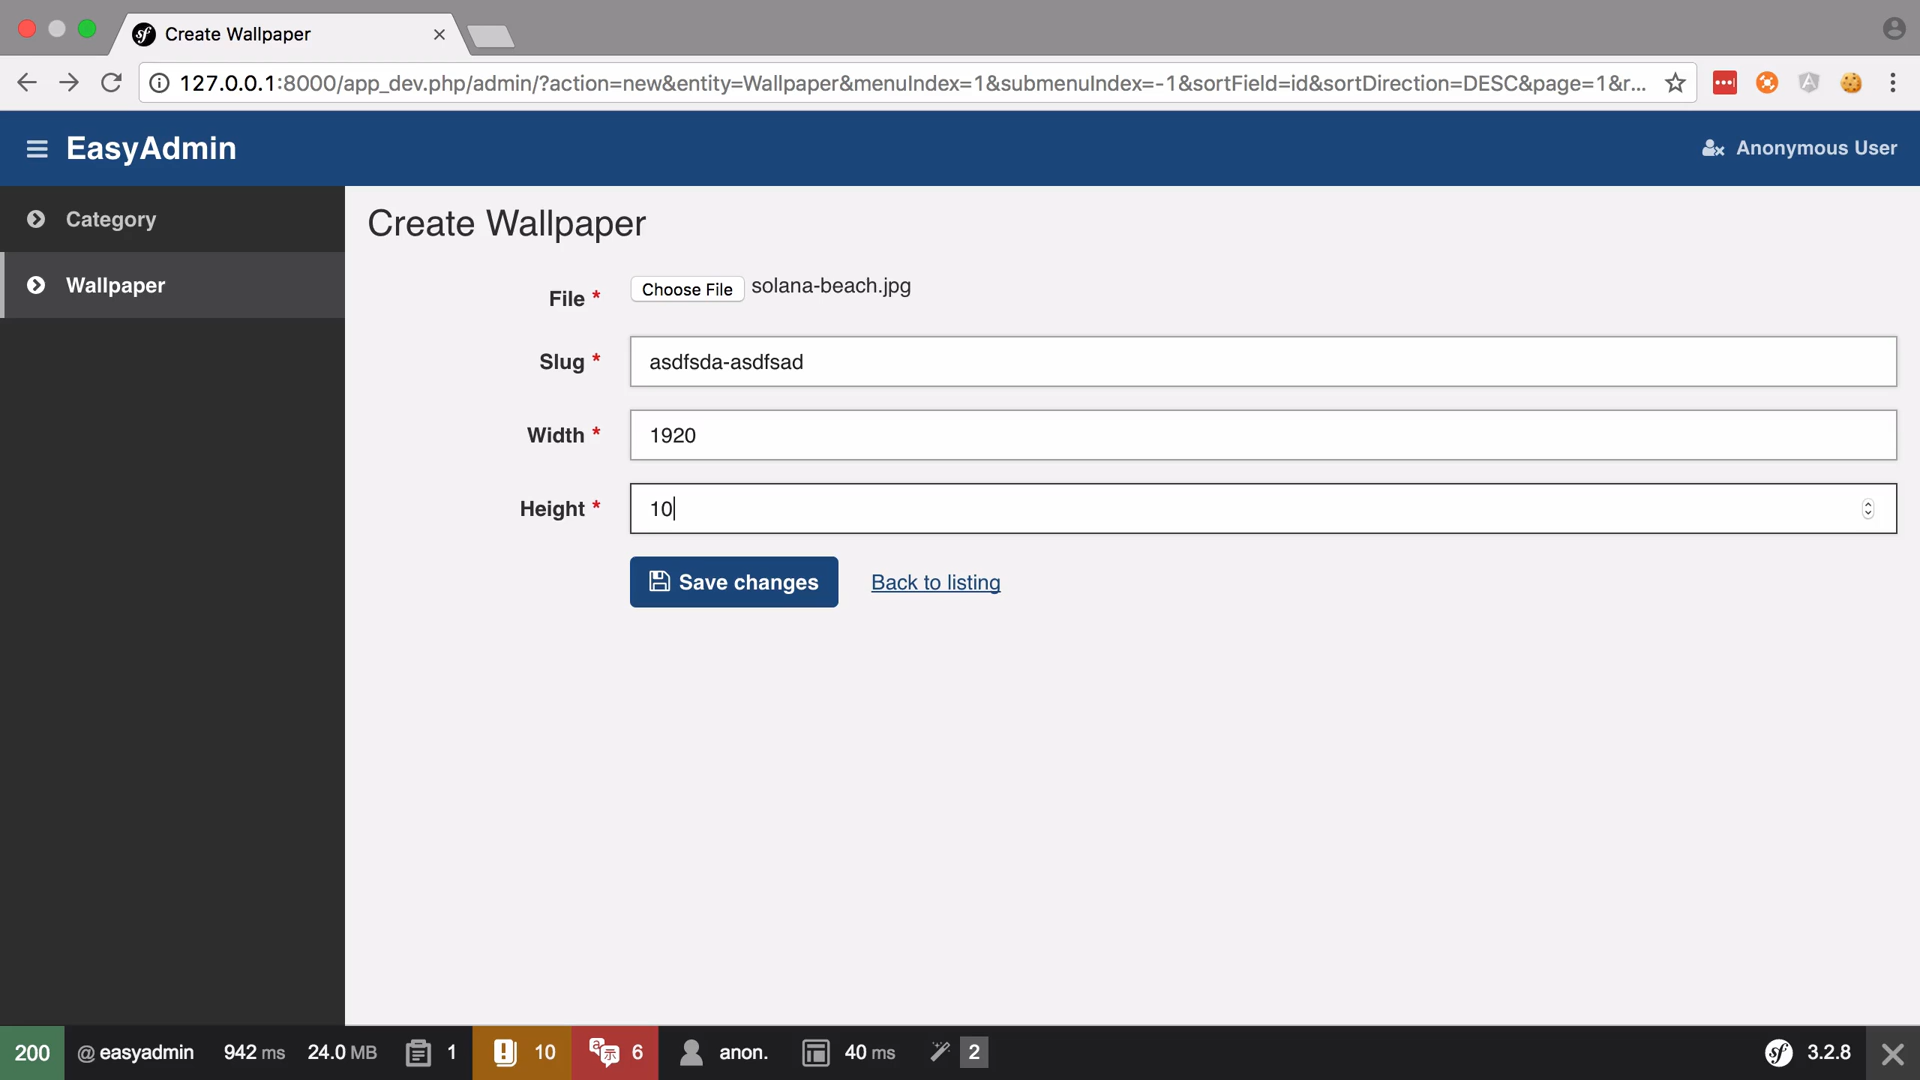 Create Wallpaper
127.0.0.1:8000/app_dev.php/admin/?action=new&entity=Wallpaper&menuIndex=1&submenuIndex=-1&sortField=id&sortDirection=DESC&page=1&r...
EasyAdmin
Anonymous User
Category
Wallpaper
Create Wallpaper
File *
Choose File solana-beach.jpg
Slug *
asdfsda-asdfsad
Width *
1920
Height *
10
Save changes
Back to listing
200 @ easyadmin 942 ms 24.0 MB 1 10 6 anon. 40 ms 2 sf 3.2.8